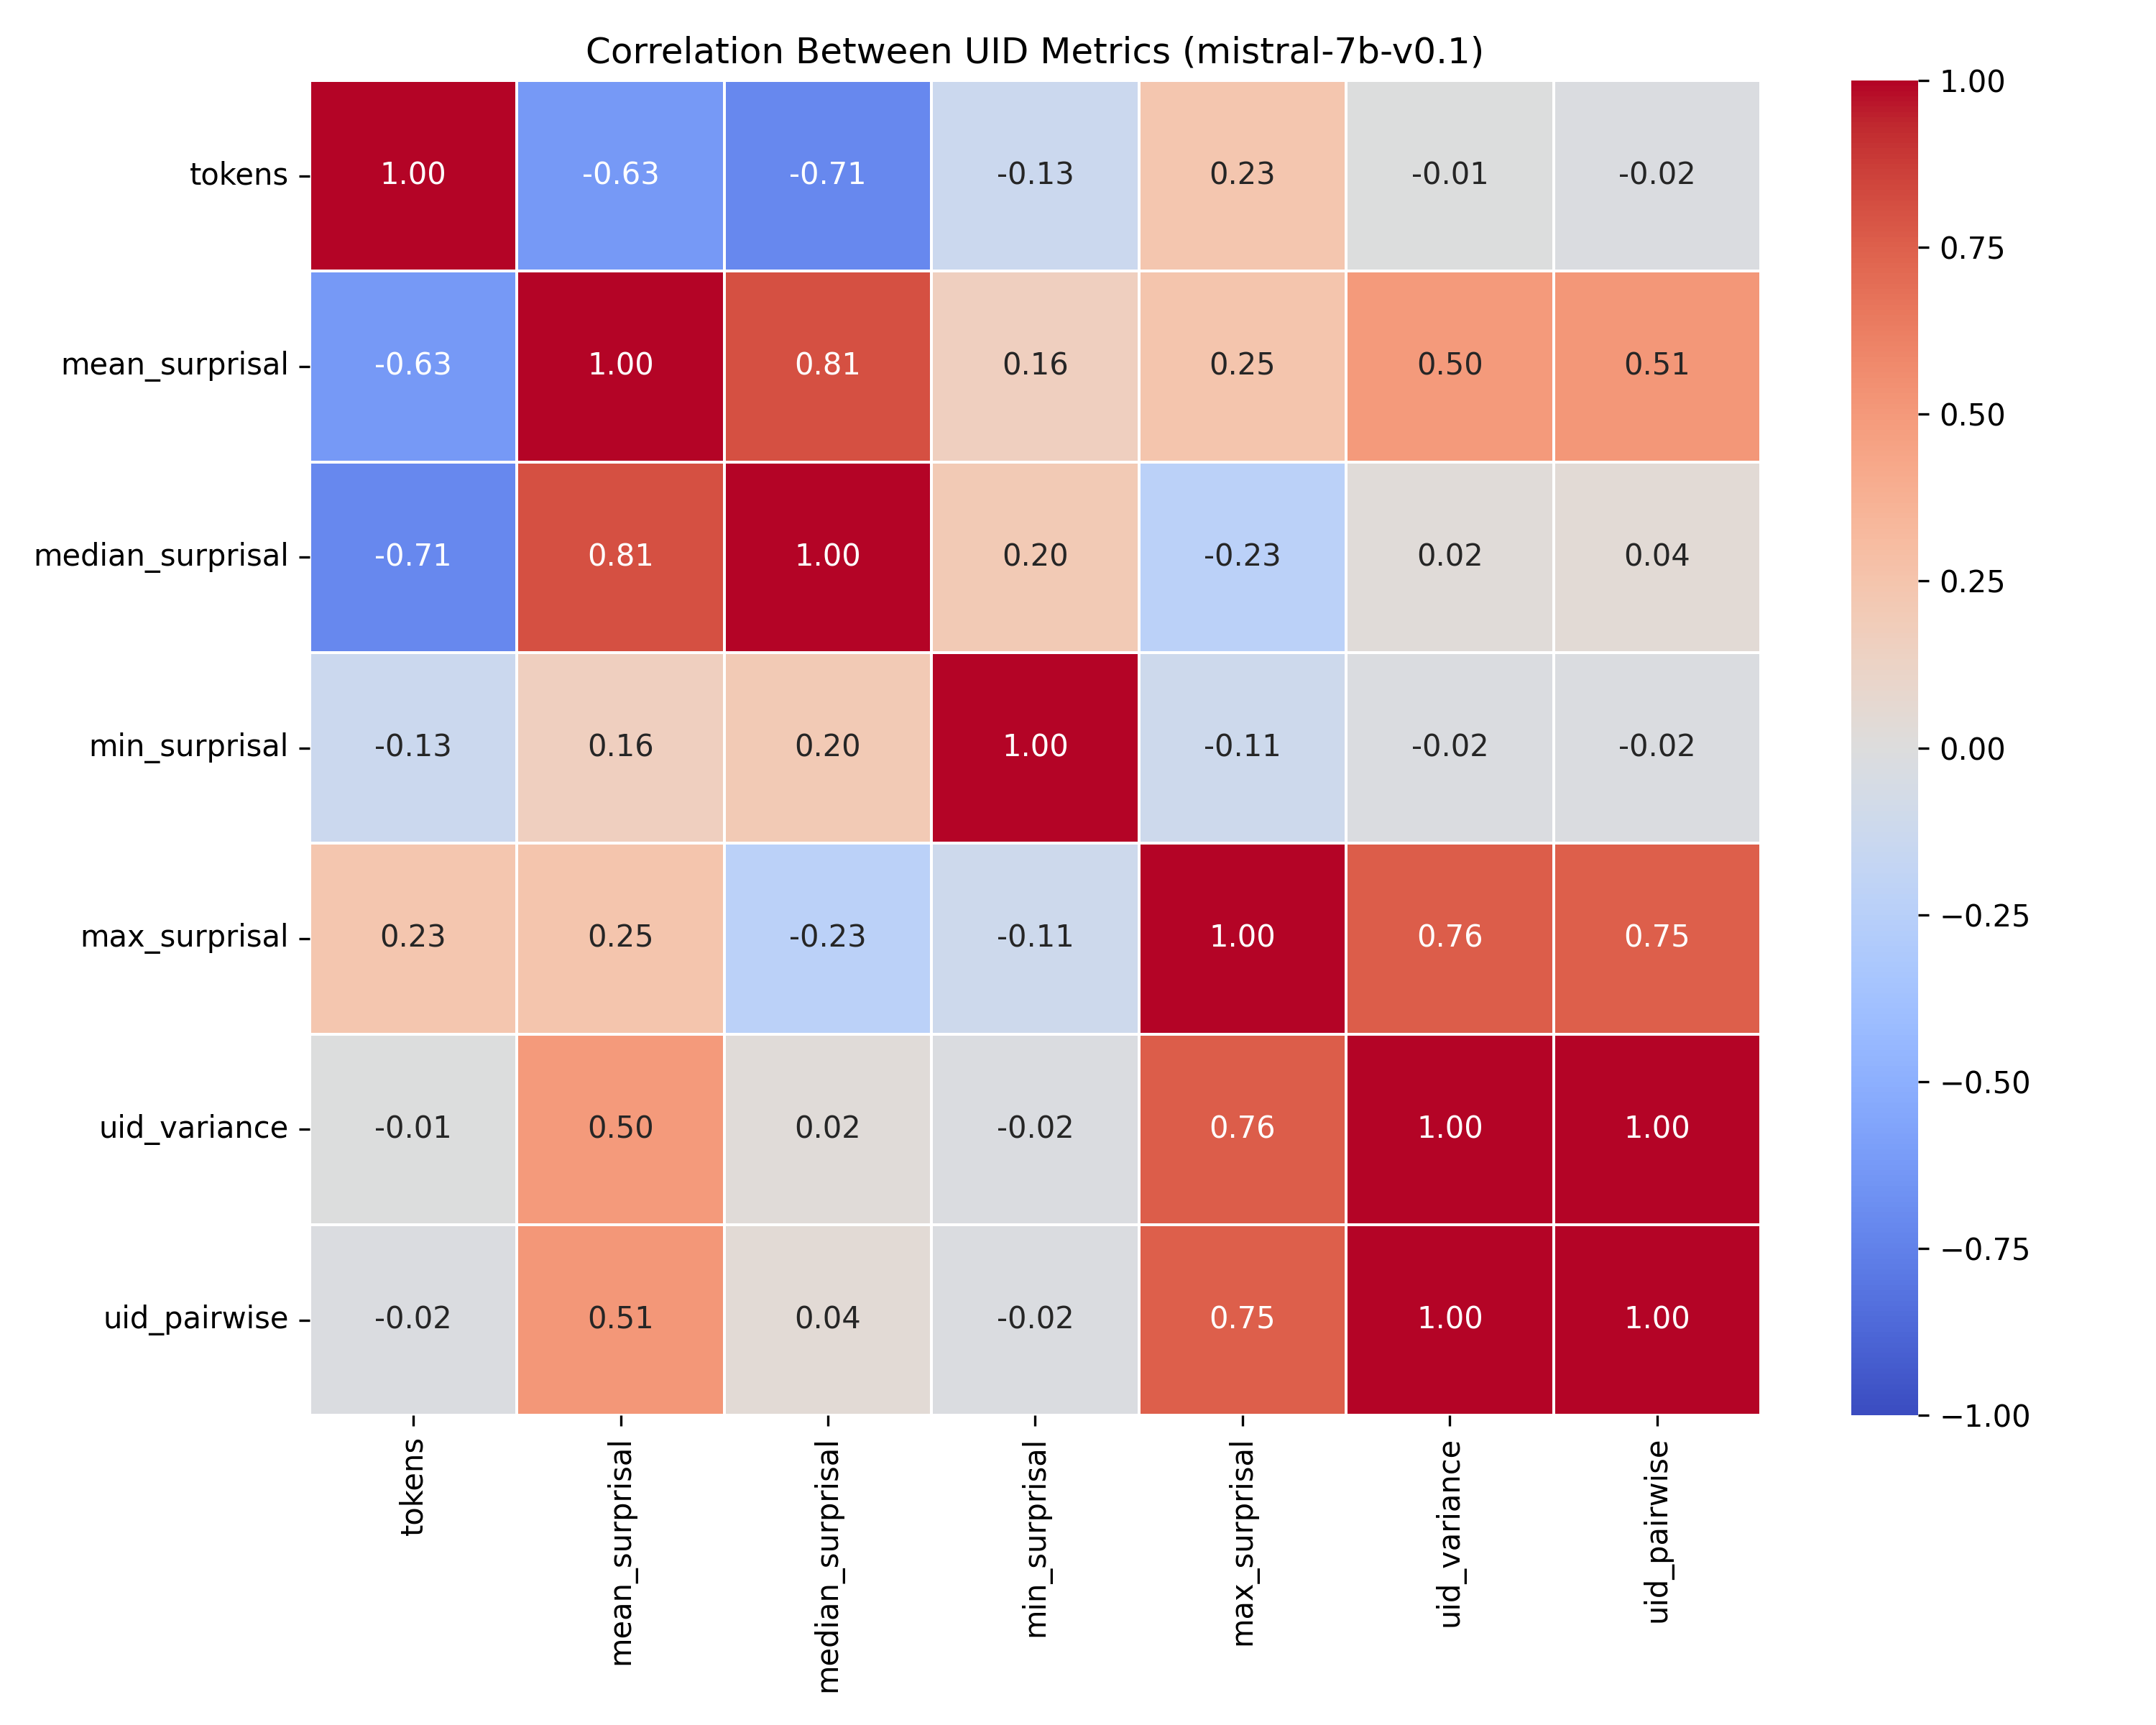 Correlation Between UID Metrics (mistral-7b-v0.1)
tokens 1.00 -0.63 -0.71 -0.13 0.23 -0.01 -0.02
mean_surprisal -0.63 1.00 0.81 0.16 0.25 0.50 0.51
median_surprisal -0.71 0.81 1.00 0.20 -0.23 0.02 0.04
min_surprisal -0.13 0.16 0.20 1.00 -0.11 -0.02 -0.02
max_surprisal 0.23 0.25 -0.23 -0.11 1.00 0.76 0.75
uid_variance -0.01 0.50 0.02 -0.02 0.76 1.00 1.00
uid_pairwise -0.02 0.51 0.04 -0.02 0.75 1.00 1.00
tokens
mean_surprisal
median_surprisal
min_surprisal
max_surprisal
uid_variance
uid_pairwise
1.00
0.75
0.50
0.25
0.00
−0.25
−0.50
−0.75
−1.00